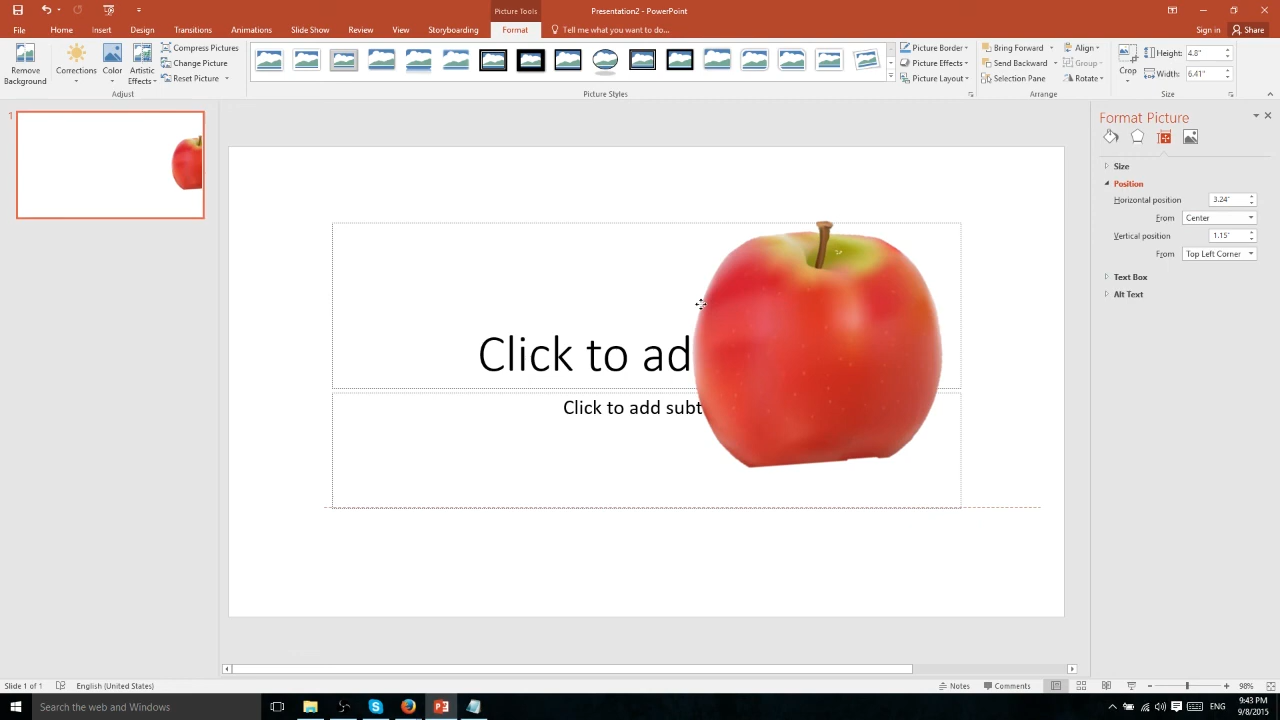 Picture Tools
Presentation2 - PowerPoint
File Home Insert Design Transitions Animations Slide Show Review View Storyboarding Format Tell me what you want to do... Sign in Share
Remove Background
Corrections
Color
Artistic Effects
Compress Pictures
Change Picture
Reset Picture
Adjust
Picture Styles
Picture Border
Picture Effects
Picture Layout
Bring Forward
Send Backward
Selection Pane
Align
Group
Rotate
Arrange
Crop
Height: 4.8"
Width: 6.41"
Size
1
Click to ad
Click to add subt
Format Picture
Size
Position
Horizontal position 3.24"
From Center
Vertical position 1.15"
From Top Left Corner
Text Box
Alt Text
Slide 1 of 1 English (United States) Notes Comments 98%
Search the web and Windows
ENG
9:43 PM
9/8/2015